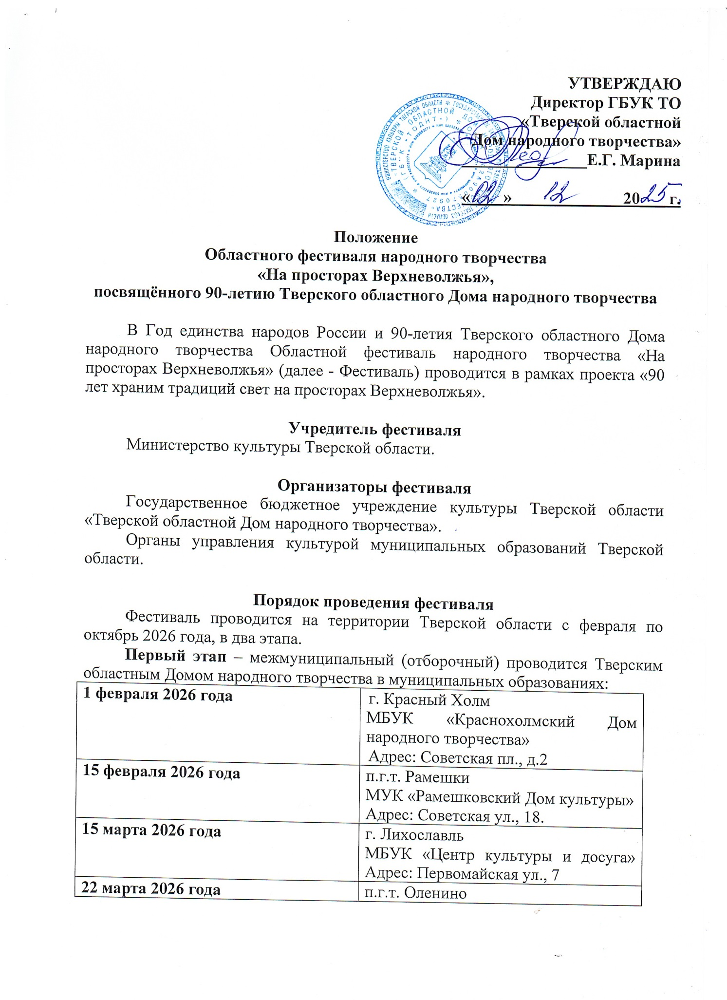 УТВЕРЖДАЮ
Директор ГБУК ТО
«Тверской областной
Дом народного творчества»
Е.Г. Марина
«12» 12 2025 г.
Положение
Областного фестиваля народного творчества
«На просторах Верхневолжья»,
посвящённого 90-летию Тверского областного Дома народного творчества
В Год единства народов России и 90-летия Тверского областного Дома
народного творчества Областной фестиваль народного творчества «На
просторах Верхневолжья» (далее - Фестиваль) проводится в рамках проекта «90
лет храним традиций свет на просторах Верхневолжья».
Учредитель фестиваля
Министерство культуры Тверской области.
Организаторы фестиваля
Государственное бюджетное учреждение культуры Тверской области
«Тверской областной Дом народного творчества».
Органы управления культурой муниципальных образований Тверской
области.
Порядок проведения фестиваля
Фестиваль проводится на территории Тверской области с февраля по
октябрь 2026 года, в два этапа.
Первый этап – межмуниципальный (отборочный) проводится Тверским
областным Домом народного творчества в муниципальных образованиях:
1 февраля 2026 года
г. Красный Холм
МБУК «Краснохолмский Дом
народного творчества»
Адрес: Советская пл., д.2
15 февраля 2026 года
п.г.т. Рамешки
МУК «Рамешковский Дом культуры»
Адрес: Советская ул., 18.
15 марта 2026 года
г. Лихославль
МБУК «Центр культуры и досуга»
Адрес: Первомайская ул., 7
22 марта 2026 года
п.г.т. Оленино